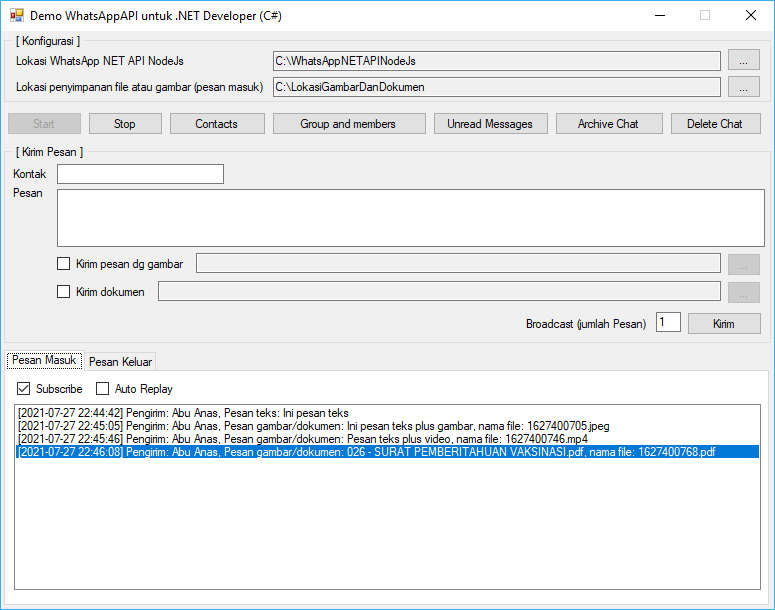 Demo WhatsAppAPI untuk .NET Developer (C#)
[ Konfigurasi ]
Lokasi WhatsApp NET API NodeJs C:\WhatsAppNETAPINodeJs ...
Lokasi penyimpanan file atau gambar (pesan masuk) C:\LokasiGambarDanDokumen ...
Start Stop Contacts Group and members Unread Messages Archive Chat Delete Chat
[ Kirim Pesan ]
Kontak
Pesan
Kirim pesan dg gambar ...
Kirim dokumen ...
Broadcast (jumlah Pesan) 1 Kirim
Pesan Masuk Pesan Keluar
Subscribe Auto Replay
[2021-07-27 22:44:42] Pengirim: Abu Anas, Pesan teks: Ini pesan teks
[2021-07-27 22:45:05] Pengirim: Abu Anas, Pesan gambar/dokumen: Ini pesan teks plus gambar, nama file: 1627400705.jpeg
[2021-07-27 22:45:46] Pengirim: Abu Anas, Pesan gambar/dokumen: Pesan teks plus video, nama file: 1627400746.mp4
[2021-07-27 22:46:08] Pengirim: Abu Anas, Pesan gambar/dokumen: 026 - SURAT PEMBERITAHUAN VAKSINASI.pdf, nama file: 1627400768.pdf